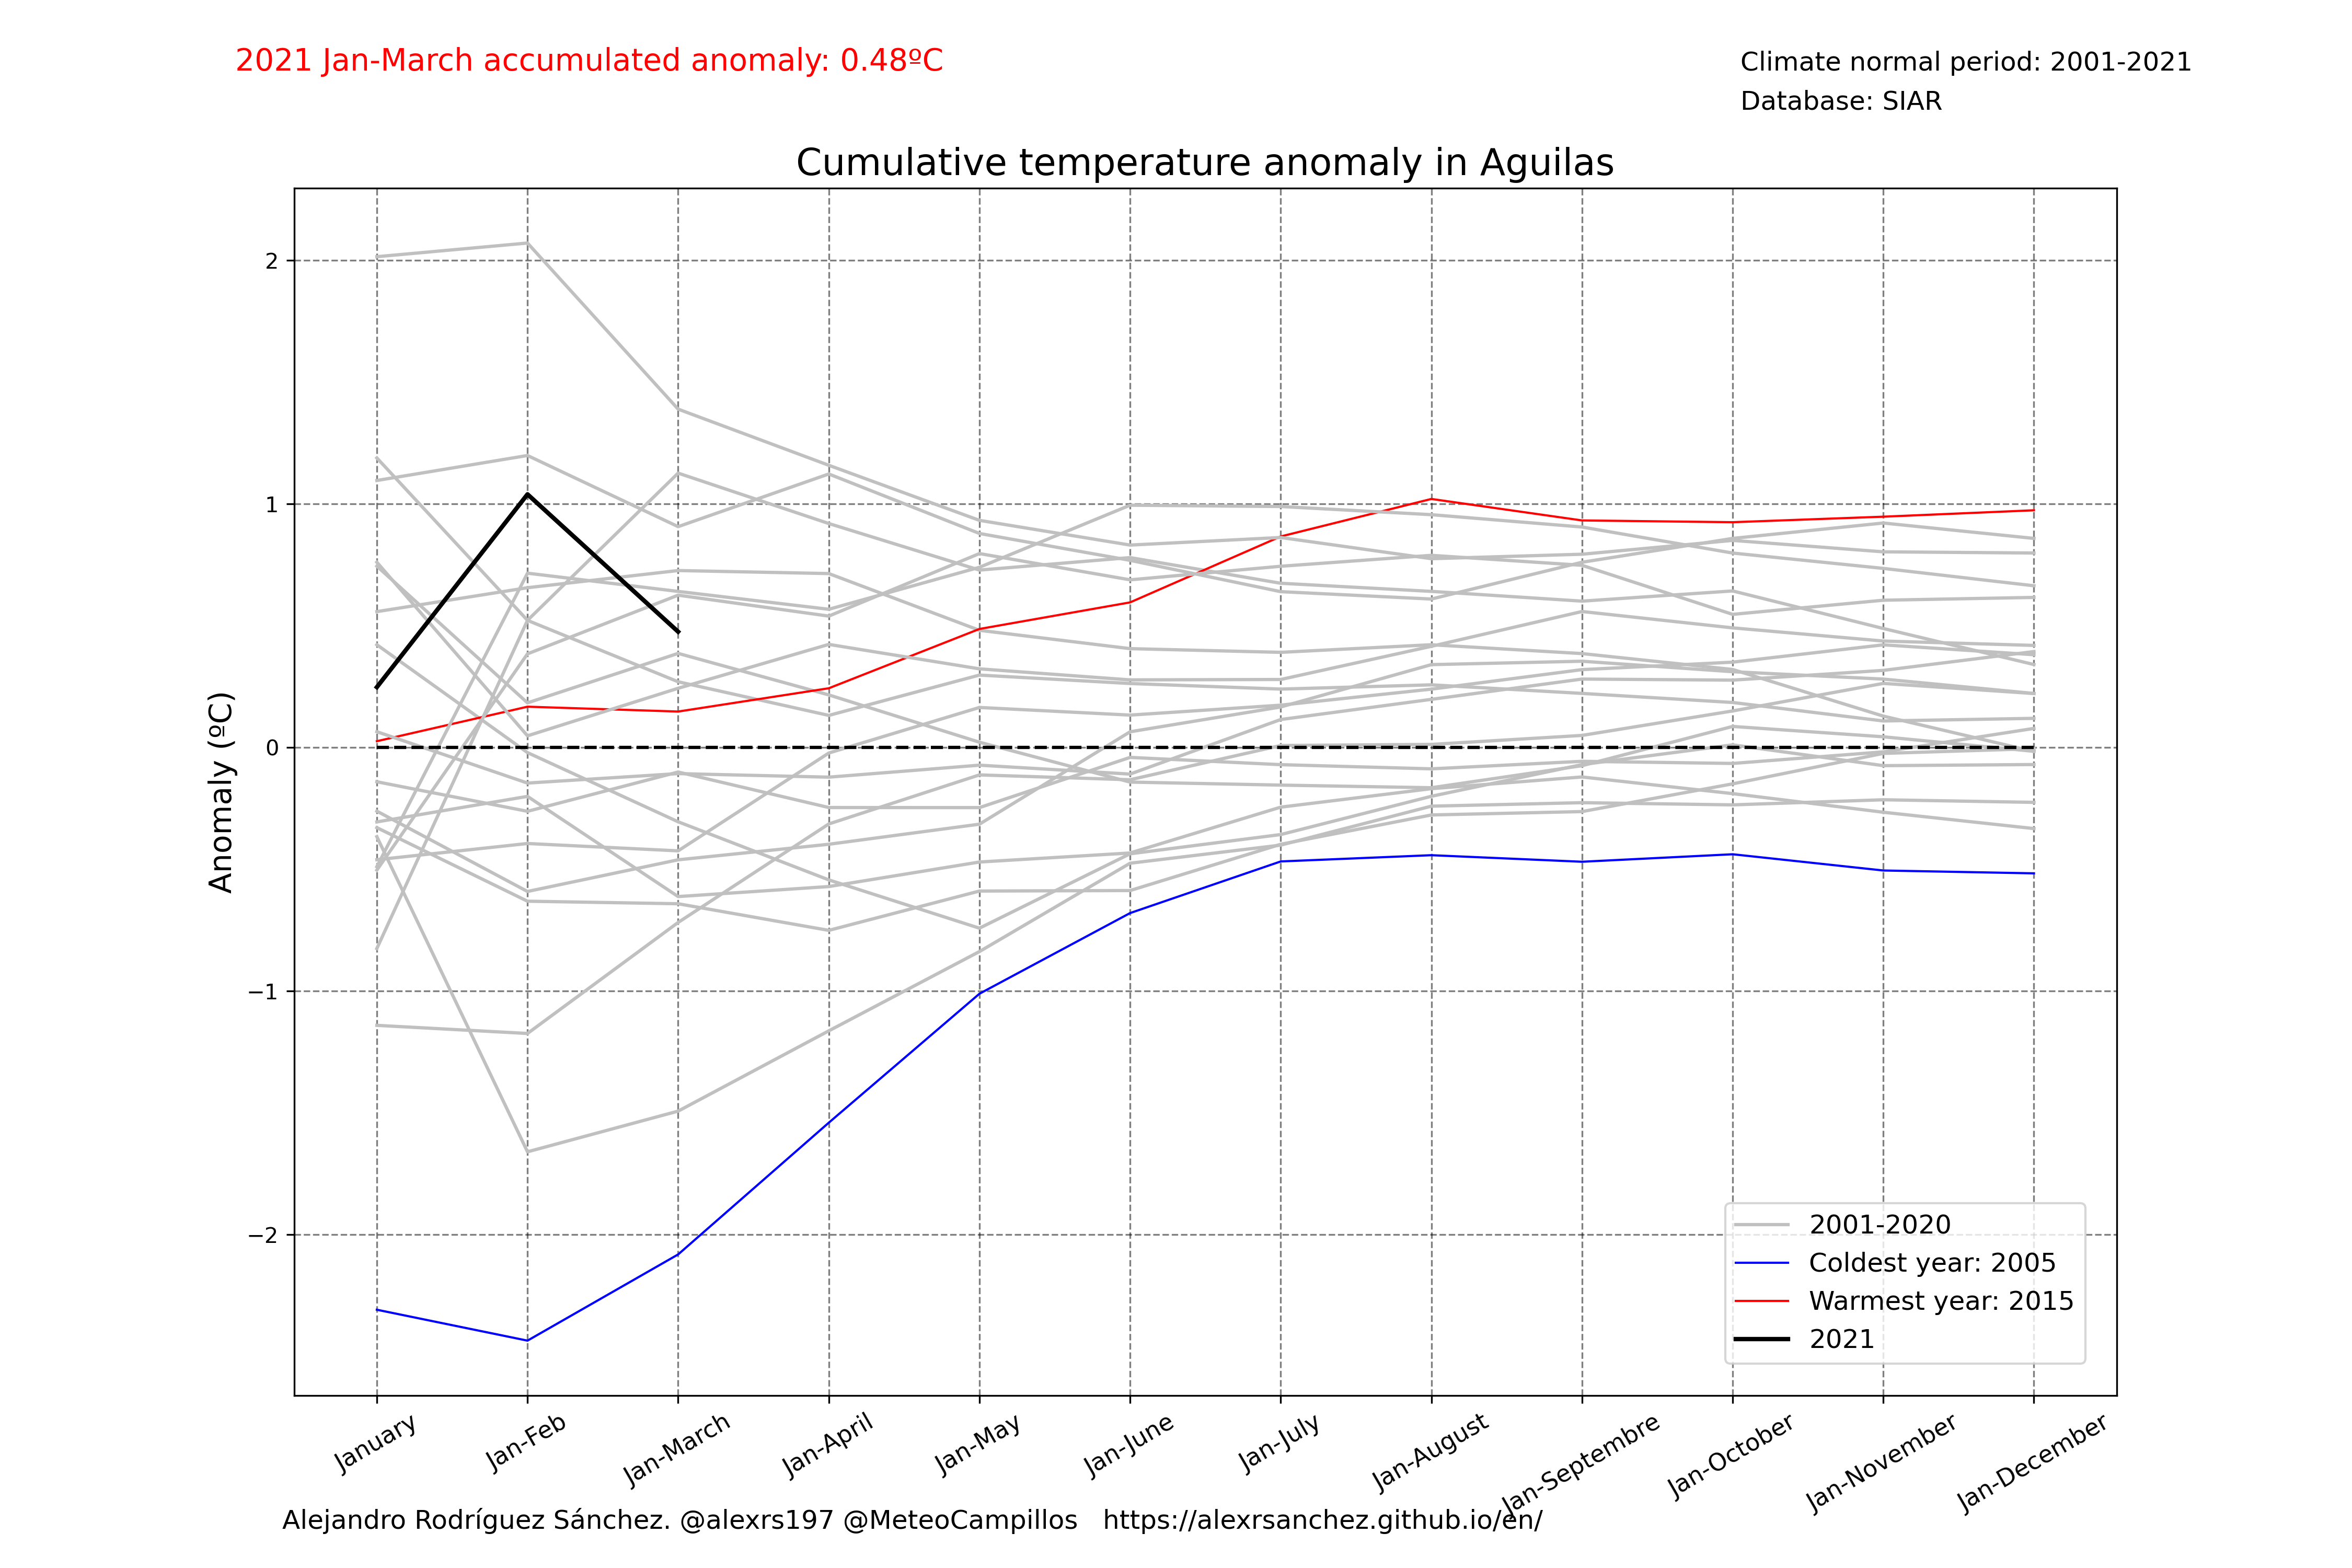 2021 Jan-March accumulated anomaly: 0.48ºC
Climate normal period: 2001-2021
Database: SIAR
Cumulative temperature anomaly in Aguilas
2
1
0
−1
−2
Anomaly (ºC)
2001-2020
Coldest year: 2005
Warmest year: 2015
2021
January
Jan-Feb
Jan-March
Jan-April
Jan-May
Jan-June
Jan-July
Jan-August
Jan-Septembre
Jan-October
Jan-November
Jan-December
Alejandro Rodríguez Sánchez. @alexrs197 @MeteoCampillos   https://alexrsanchez.github.io/en/